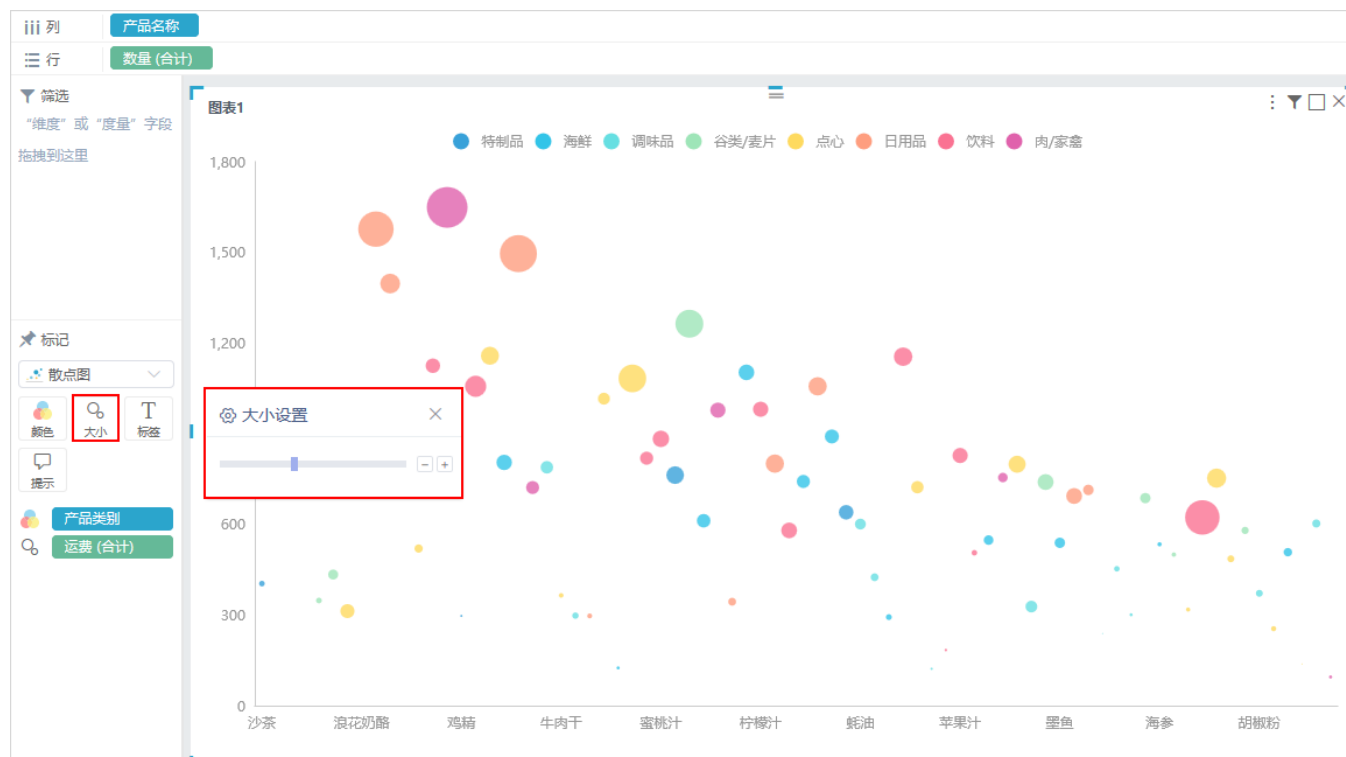 列 产品名称
行 数量 (合计)
筛选
“维度” 或 “度量” 字段
拖拽到这里
图表1
特制品 海鲜 调味品 谷类/麦片 点心 日用品 饮料 肉/家禽
1,800
1,500
1,200
600
300
0
沙茶 浪花奶酪 鸡精 牛肉干 蜜桃汁 柠檬汁 蚝油 苹果汁 墨鱼 海参 胡椒粉
标记
散点图
颜色 大小 T 标签
提示
产品类别
运费 (合计)
大小设置